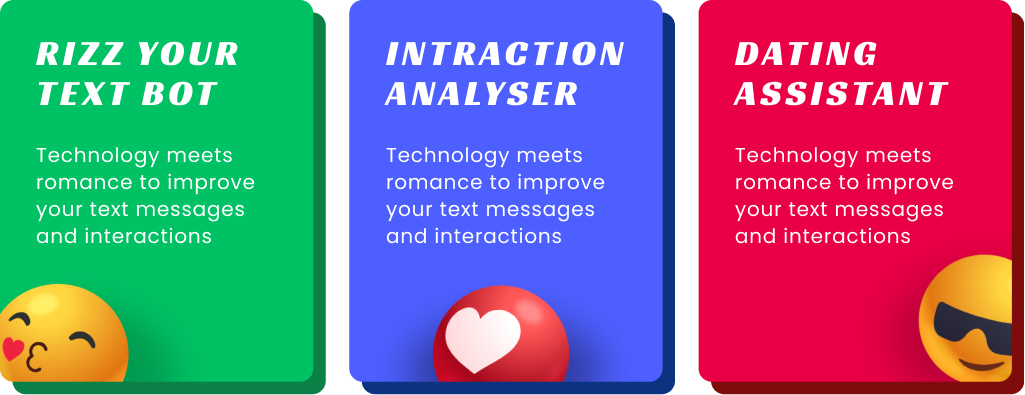 RIZZ YOUR
TEXT BOT
Technology meets
romance to improve
your text messages
and interactions
INTRACTION
ANALYSER
Technology meets
romance to improve
your text messages
and interactions
DATING
ASSISTANT
Technology meets
romance to improve
your text messages
and interactions